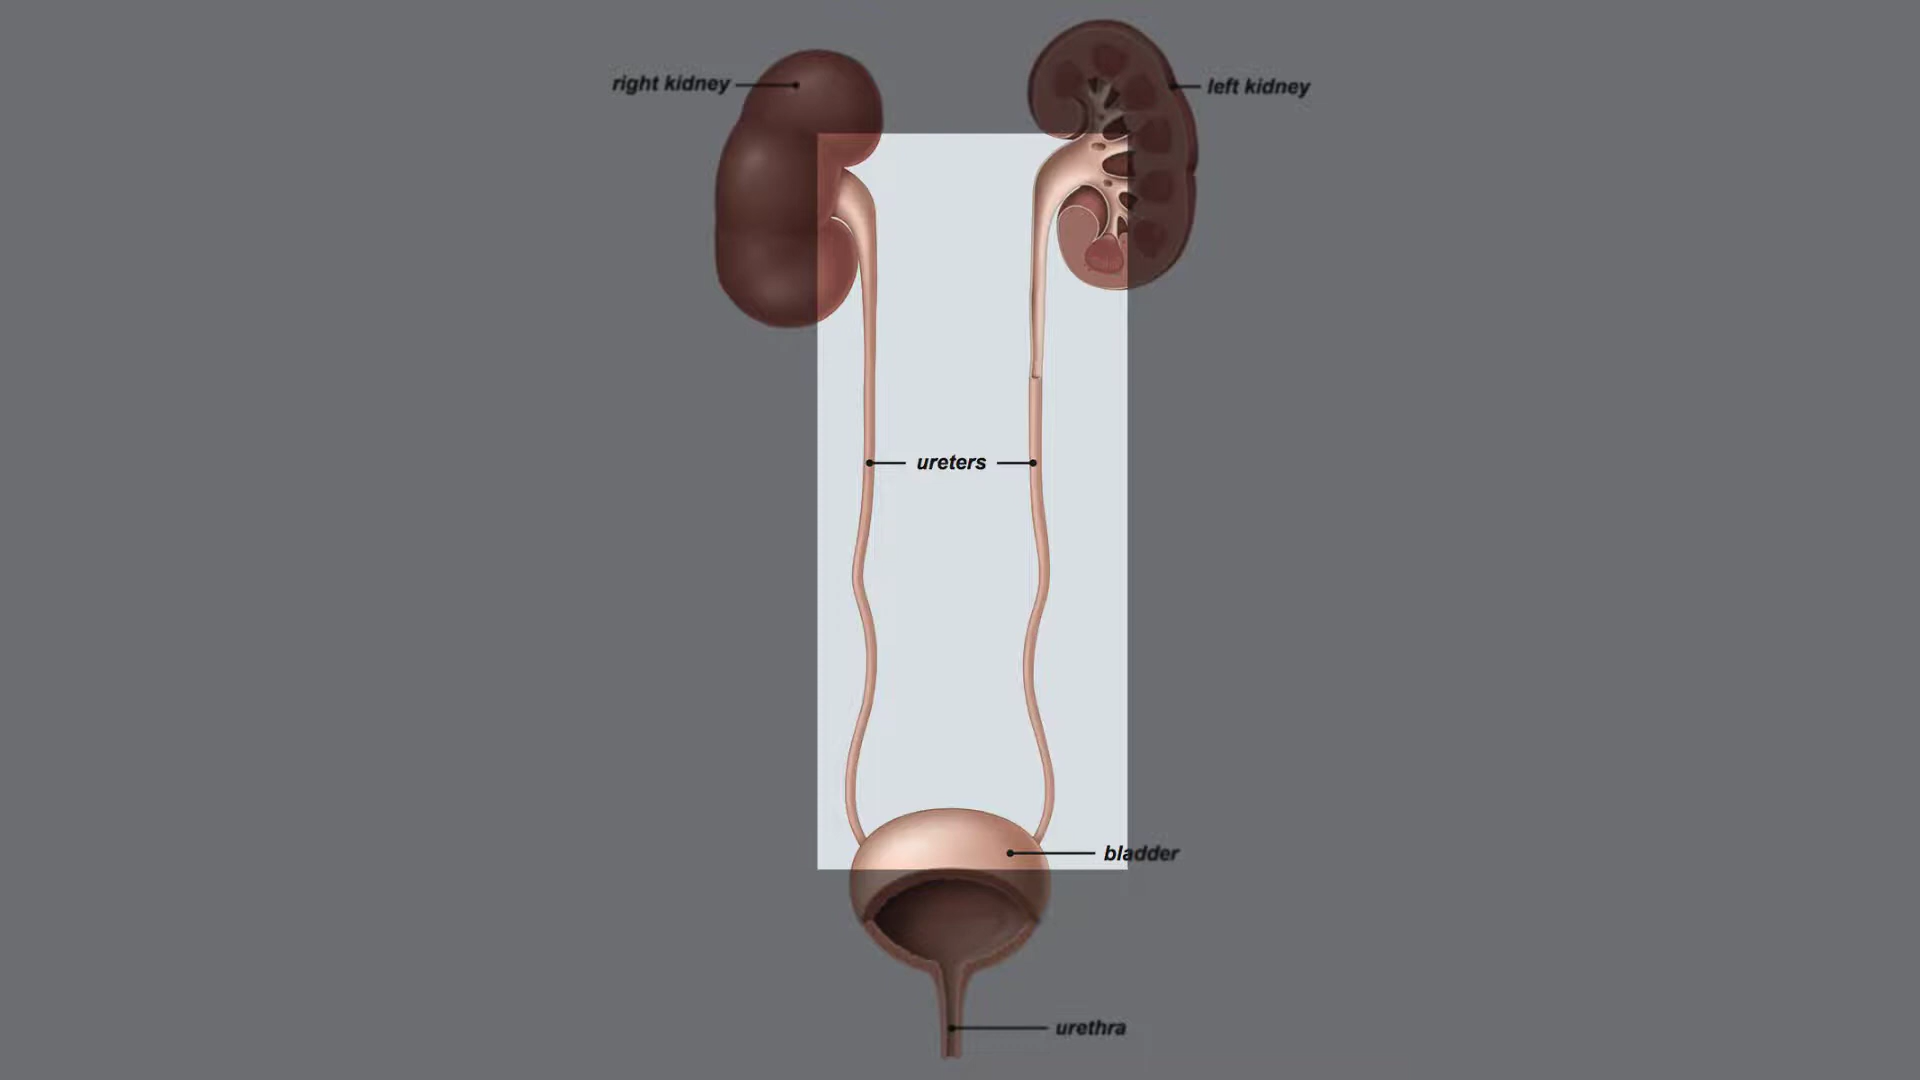 right kidney
left kidney
ureters
bladder
urethra